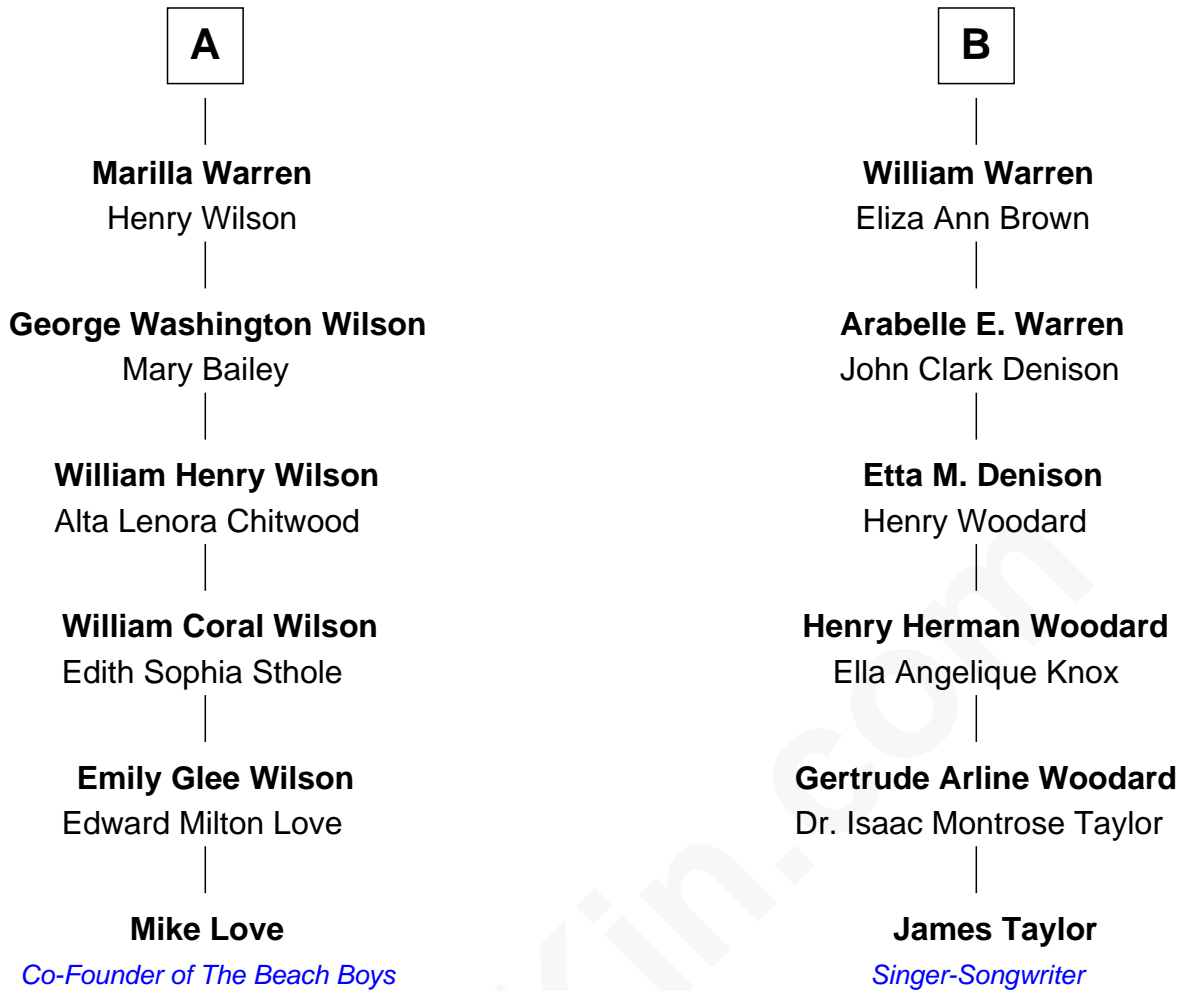 A
Marilla Warren
Henry Wilson
George Washington Wilson
Mary Bailey
William Henry Wilson
Alta Lenora Chitwood
William Coral Wilson
Edith Sophia Sthole
Emily Glee Wilson
Edward Milton Love
Mike Love
Co-Founder of The Beach Boys
B
William Warren
Eliza Ann Brown
Arabelle E. Warren
John Clark Denison
Etta M. Denison
Henry Woodard
Henry Herman Woodard
Ella Angelique Knox
Gertrude Arline Woodard
Dr. Isaac Montrose Taylor
James Taylor
Singer-Songwriter
Kin.com